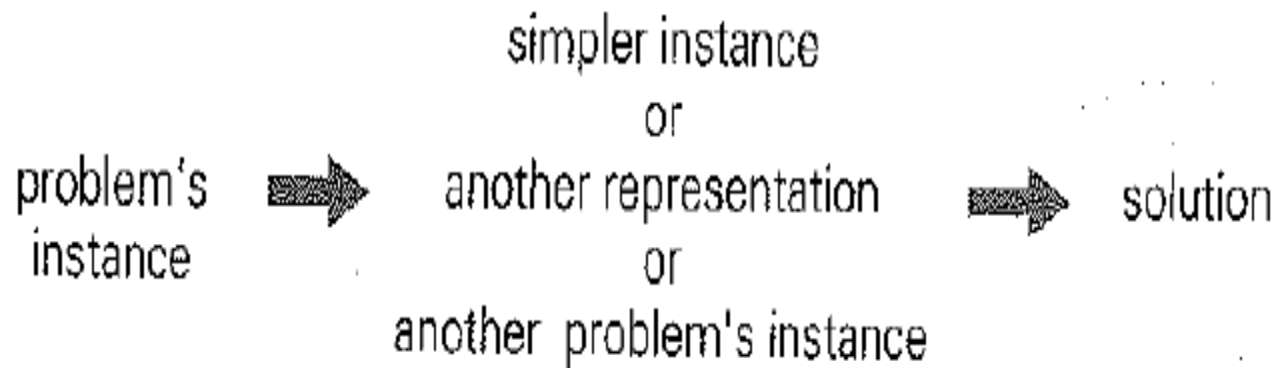 simpler instance
or
problem's
instance
another representation
or
another problem's instance
solution